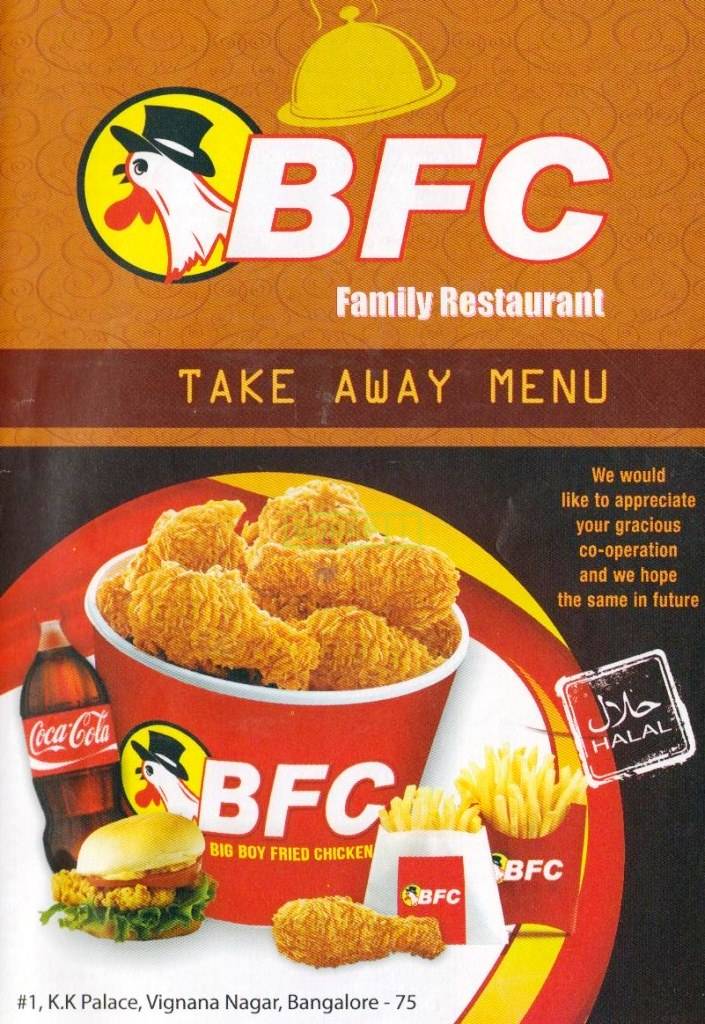 BFC
Family Restaurant
TAKE AWAY MENU
We would
like to appreciate
your gracious
co-operation
and we hope
the same in future
حلال
HALAL
Coca-Cola
BFC
BIG BOY FRIED CHICKEN
BFC
BFC
#1, K.K Palace, Vignana Nagar, Bangalore - 75